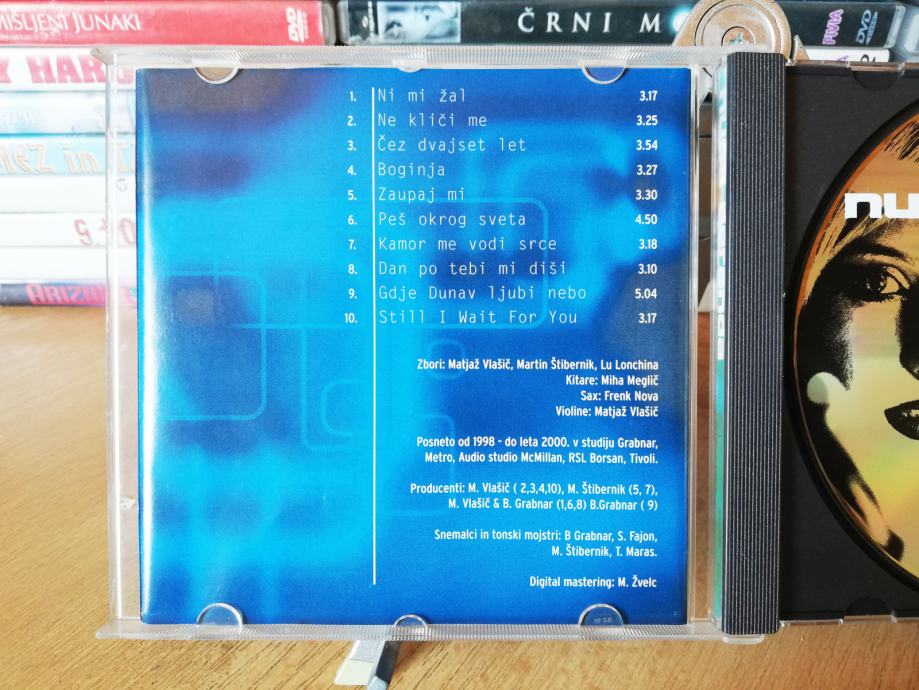 MIŠLJENI JUNAKI
DVD
ČRNI M
DVD
Y HARO
ARIZO
1. Ni mi žal 3.17
2. Ne kliči me 3.25
3. Čez dvajset let 3.54
4. Boginja 3.27
5. Zaupaj mi 3.30
6. Peš okrog sveta 4.50
7. Kamor me vodi srce 3.18
8. Dan po tebi mi diši 3.10
9. Gdje Dunav ljubi nebo 5.04
10. Still I Wait For You 3.17
Zbori: Matjaž Vlašič, Martin Štibernik, Lu Lonchina
Kitare: Miha Meglič
Sax: Frenk Nova
Violine: Matjaž Vlašič
Posneto od 1998 - do leta 2000. v studiju Grabnar,
Metro, Audio studio McMillan, RSL Borsan, Tivoli.
Producenti: M. Vlašič ( 2,3,4,10), M. Štibernik (5, 7),
M. Vlašič & B. Grabnar (1,6,8) B.Grabnar ( 9)
Snemalci in tonski mojstri: B Grabnar, S. Fajon,
M. Štibernik, T. Maras.
Digital mastering: M. Žvelc
nu